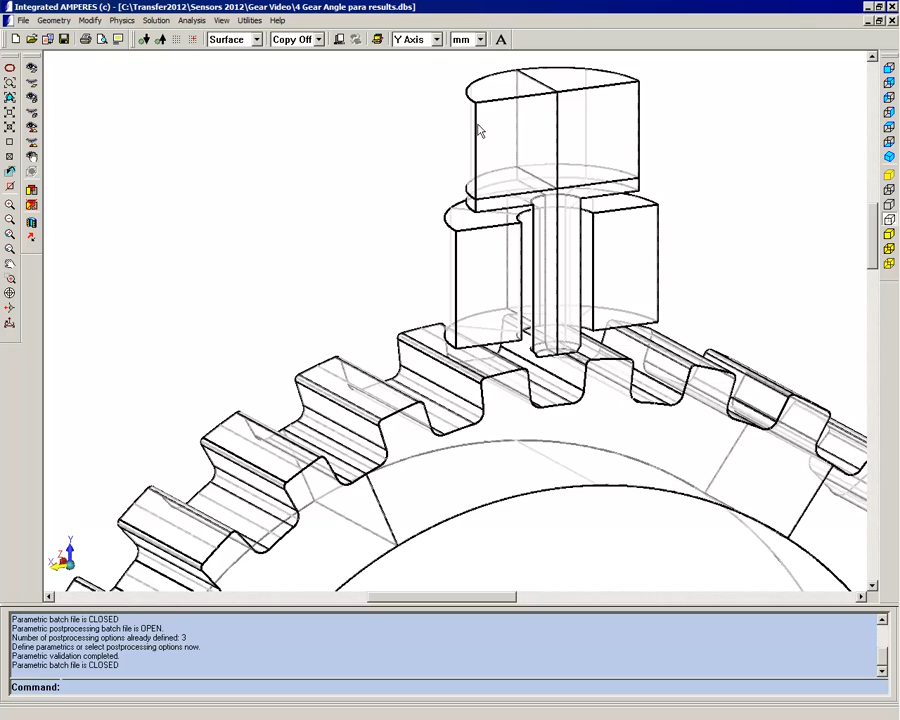 Integrated AMPERES (c) - [C:\Transfer2012\Sensors 2012\Gear Video\4 Gear Angle para results.dbs]
File Geometry Modify Physics Solution Analysis View Utilities Help
Surface Copy Off Y Axis mm A
Y
X Z
Parametric batch file is CLOSED
Parametric postprocessing batch file is OPEN.
Number of postprocessing options already defined: 3
Define parametrics or select postprocessing options now.
Parametric validation completed.
Parametric batch file is CLOSED
Command: